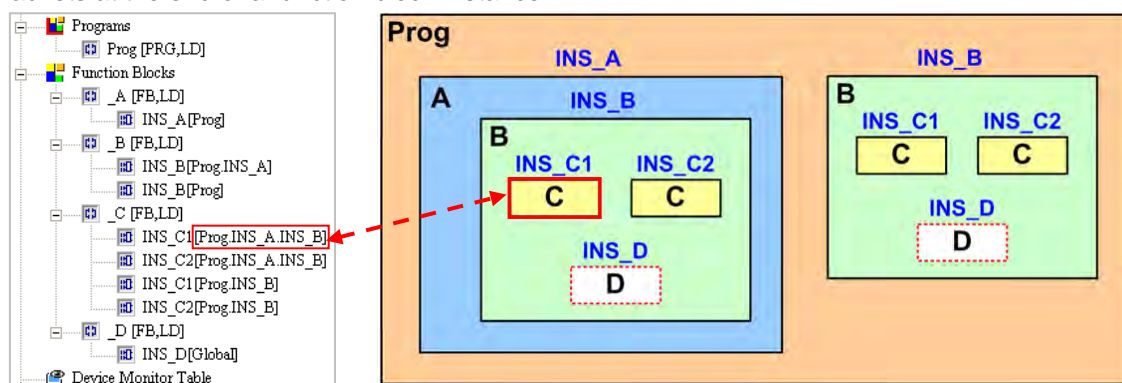 Programs
Prog [PRG,LD]
Function Blocks
_A [FB,LD]
INS_A[Prog]
_B [FB,LD]
INS_B[Prog.INS_A]
INS_B[Prog]
_C [FB,LD]
INS_C1[Prog.INS_A.INS_B]
INS_C2[Prog.INS_A.INS_B]
INS_C1[Prog.INS_B]
INS_C2[Prog.INS_B]
_D [FB,LD]
INS_D[Global]
Device Monitor Table
Prog
INS_A
A
INS_B
B
INS_C1 INS_C2
C C
INS_D
D
INS_B
B
INS_C1 INS_C2
C C
INS_D
D